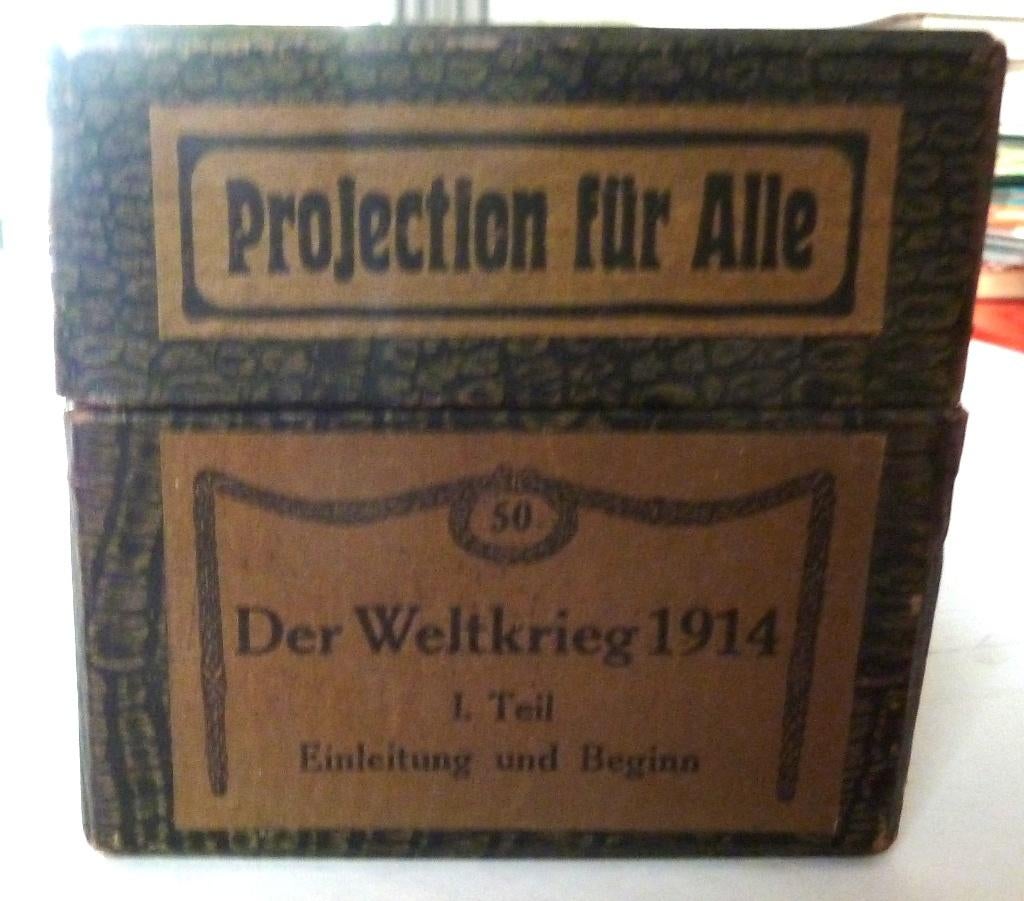 Projection für Alle
50
Der Weltkrieg 1914
I. Teil
Einleitung und Beginn